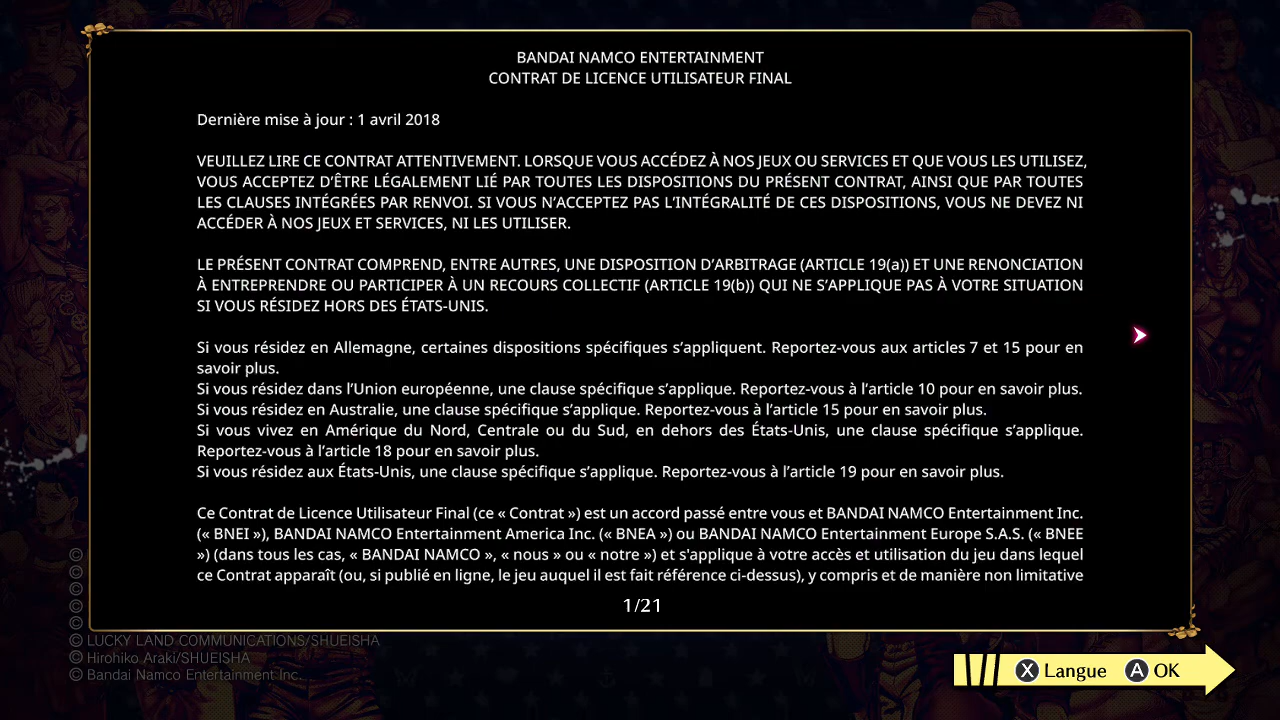 BANDAI NAMCO ENTERTAINMENT
CONTRAT DE LICENCE UTILISATEUR FINAL
Dernière mise à jour : 1 avril 2018
VEUILLEZ LIRE CE CONTRAT ATTENTIVEMENT. LORSQUE VOUS ACCÉDEZ À NOS JEUX OU SERVICES ET QUE VOUS LES UTILISEZ,
VOUS ACCEPTEZ D’ÊTRE LÉGALEMENT LIÉ PAR TOUTES LES DISPOSITIONS DU PRÉSENT CONTRAT, AINSI QUE PAR TOUTES
LES CLAUSES INTÉGRÉES PAR RENVOI. SI VOUS N’ACCEPTEZ PAS L’INTÉGRALITÉ DE CES DISPOSITIONS, VOUS NE DEVEZ NI
ACCÉDER À NOS JEUX ET SERVICES, NI LES UTILISER.
LE PRÉSENT CONTRAT COMPREND, ENTRE AUTRES, UNE DISPOSITION D’ARBITRAGE (ARTICLE 19(a)) ET UNE RENONCIATION
À ENTREPRENDRE OU PARTICIPER À UN RECOURS COLLECTIF (ARTICLE 19(b)) QUI NE S’APPLIQUE PAS À VOTRE SITUATION
SI VOUS RÉSIDEZ HORS DES ÉTATS-UNIS.
Si vous résidez en Allemagne, certaines dispositions spécifiques s’appliquent. Reportez-vous aux articles 7 et 15 pour en
savoir plus.
Si vous résidez dans l’Union européenne, une clause spécifique s’applique. Reportez-vous à l’article 10 pour en savoir plus.
Si vous résidez en Australie, une clause spécifique s’applique. Reportez-vous à l’article 15 pour en savoir plus.
Si vous vivez en Amérique du Nord, Centrale ou du Sud, en dehors des États-Unis, une clause spécifique s’applique.
Reportez-vous à l’article 18 pour en savoir plus.
Si vous résidez aux États-Unis, une clause spécifique s’applique. Reportez-vous à l’article 19 pour en savoir plus.
Ce Contrat de Licence Utilisateur Final (ce « Contrat ») est un accord passé entre vous et BANDAI NAMCO Entertainment Inc.
(« BNEI »), BANDAI NAMCO Entertainment America Inc. (« BNEA ») ou BANDAI NAMCO Entertainment Europe S.A.S. (« BNEE
») (dans tous les cas, « BANDAI NAMCO », « nous » ou « notre ») et s'applique à votre accès et utilisation du jeu dans lequel
ce Contrat apparaît (ou, si publié en ligne, le jeu auquel il est fait référence ci-dessus), y compris et de manière non limitative
1/21
©
©
©
©
©
© LUCKY LAND COMMUNICATIONS/SHUEISHA
© Hirohiko Araki/SHUEISHA
© Bandai Namco Entertainment Inc.
X Langue A OK